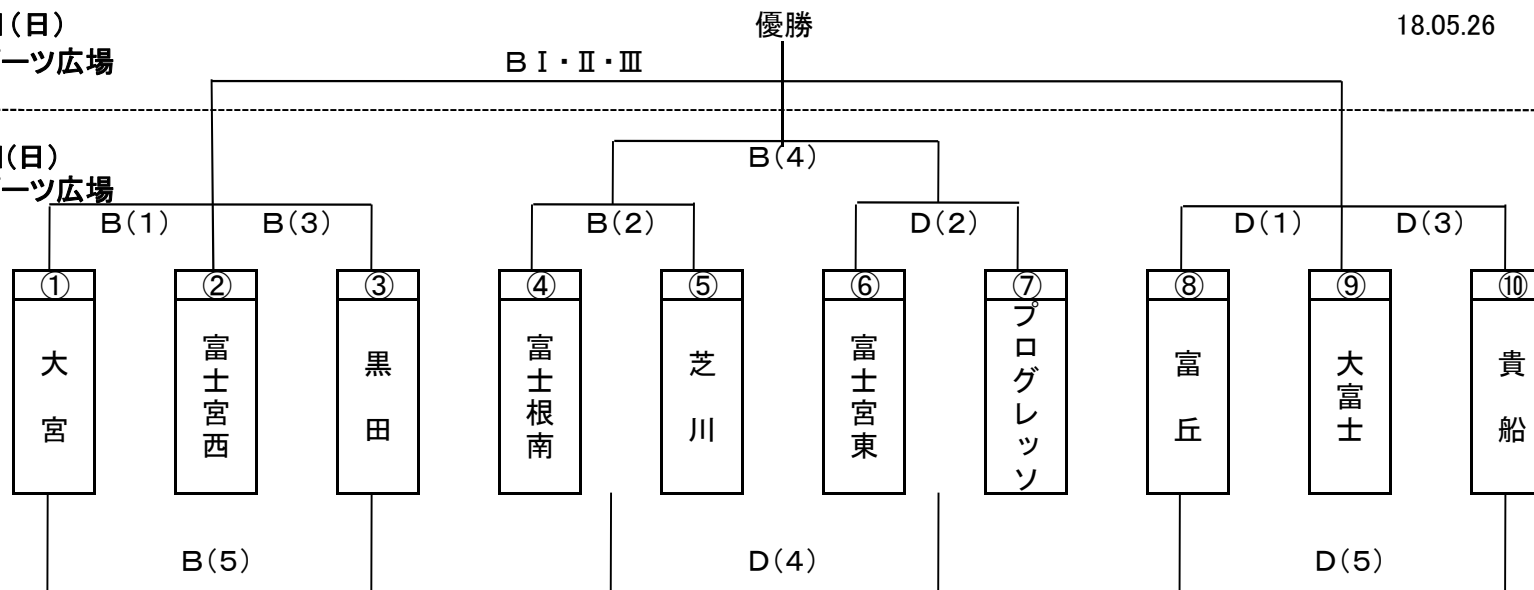 (日)
優勝
18.05.26
ーツ広場
BⅠ・Ⅱ・Ⅲ
(日)
B(4)
ーツ広場
B(1)
B(3)
B(2)
D(2)
D(1)
D(3)
①
②
③
④
⑤
⑥
⑦
⑧
⑨
⑩
大宮
富士宮西
黒田
富士根南
芝川
富士宮東
プログレッソ
富丘
大富士
貴船
B(5)
D(4)
D(5)